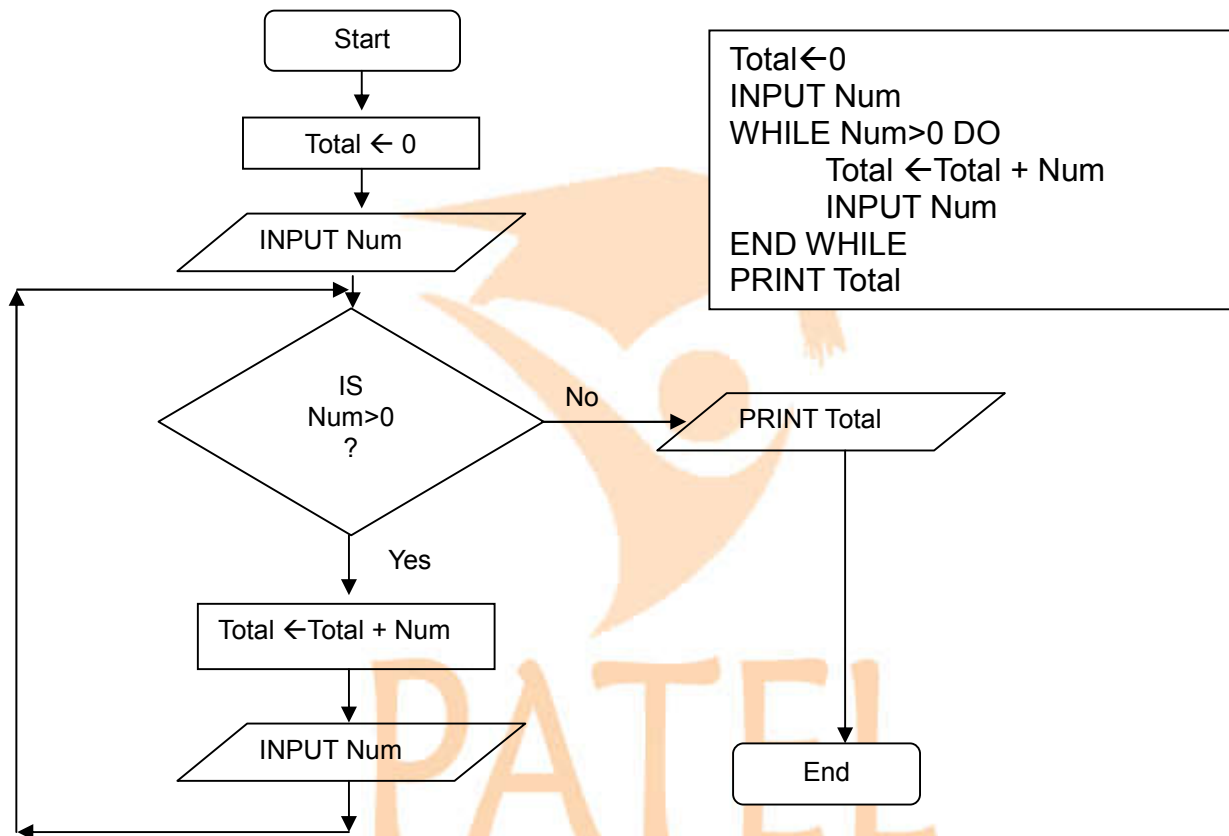 Start
Total ← 0
INPUT Num
IS
Num>0
?
No
PRINT Total
Yes
Total ←Total + Num
INPUT Num
End
Total←0
INPUT Num
WHILE Num>0 DO
Total ←Total + Num
INPUT Num
END WHILE
PRINT Total
PATEL